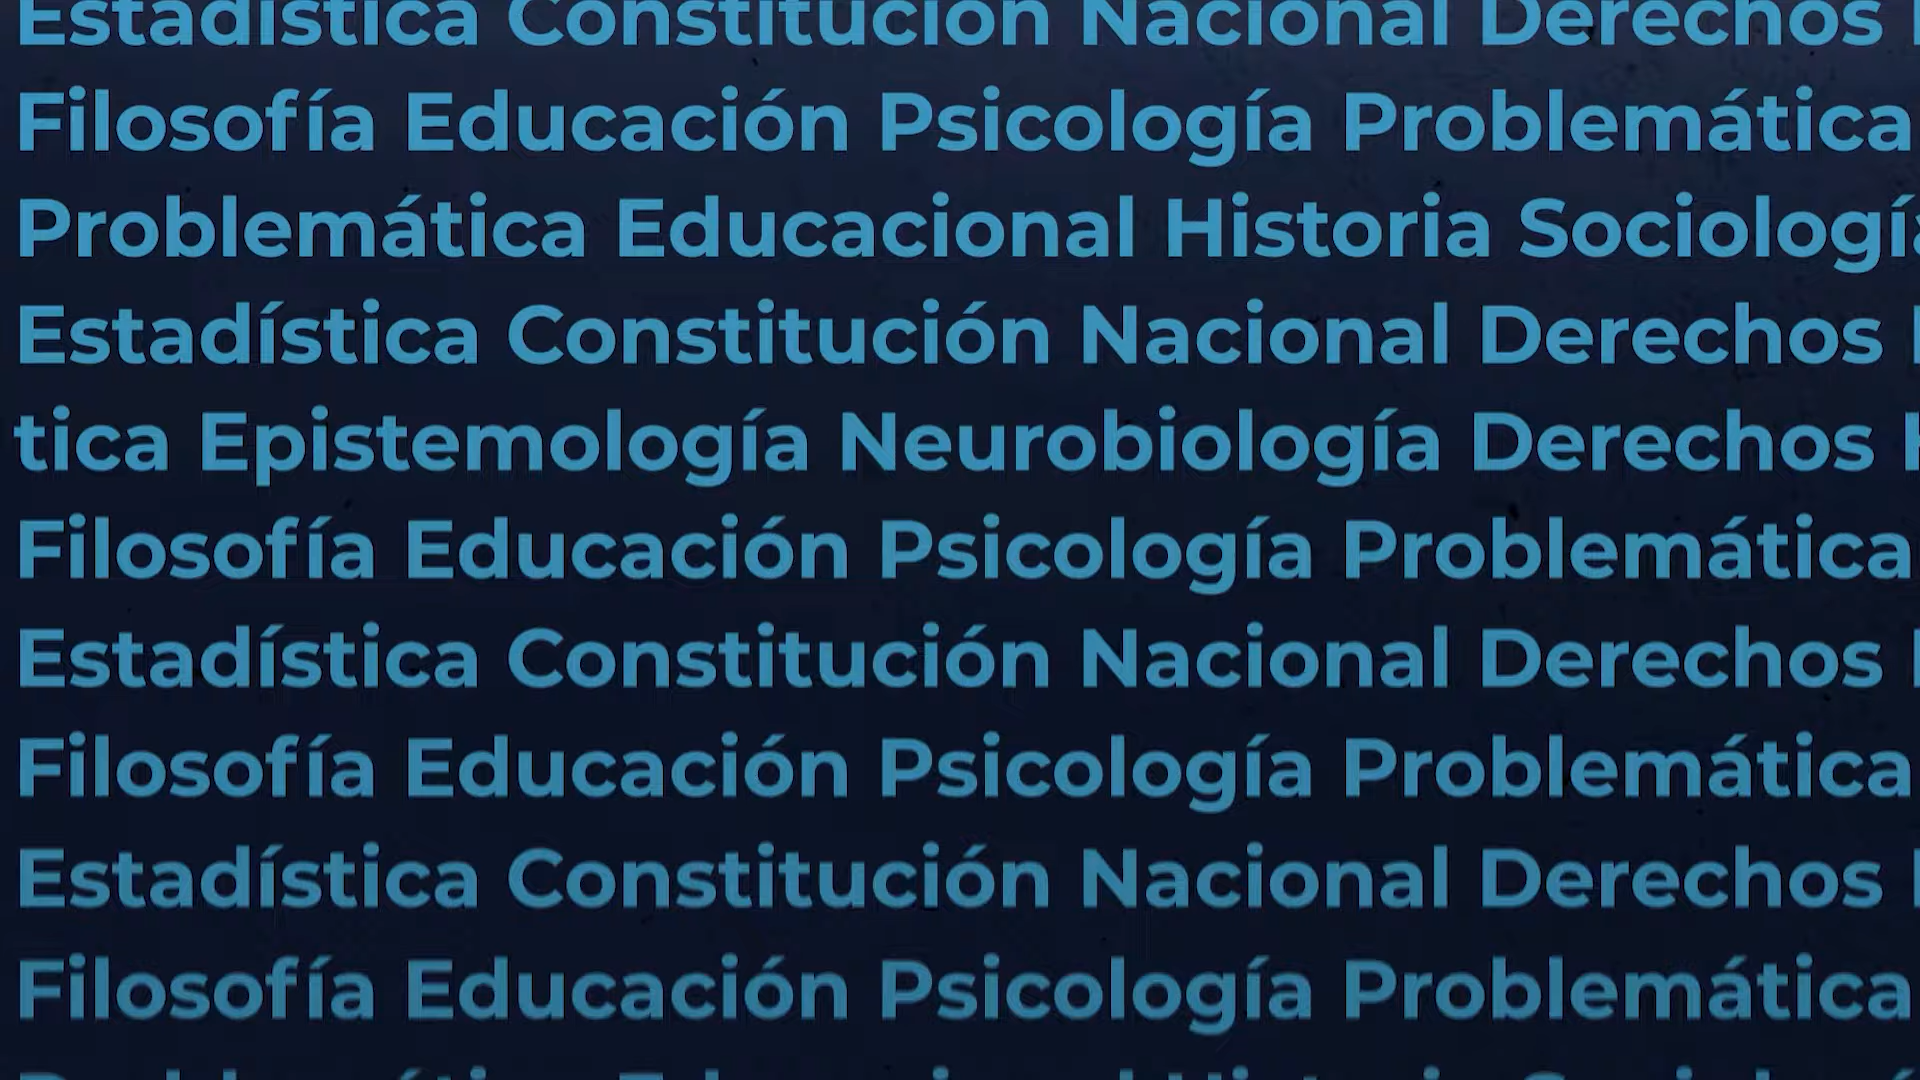 Estadística Constitución Nacional Derechos
Filosofía Educación Psicología Problemática
Problemática Educacional Historia Sociología
Estadística Constitución Nacional Derechos
tica Epistemología Neurobiología Derechos
Filosofía Educación Psicología Problemática
Estadística Constitución Nacional Derechos
Filosofía Educación Psicología Problemática
Estadística Constitución Nacional Derechos
Filosofía Educación Psicología Problemática